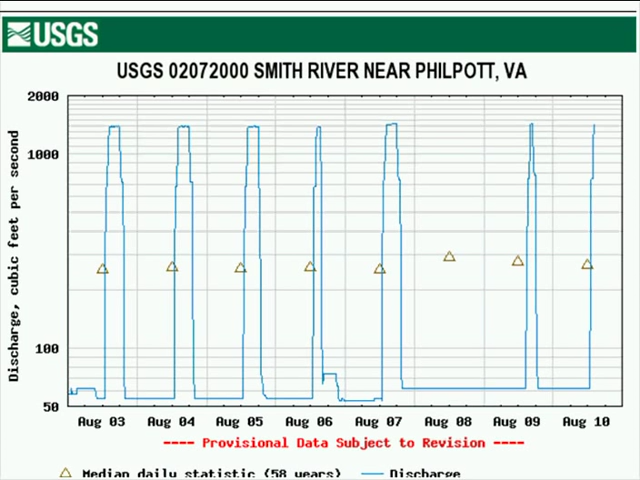 USGS
USGS 02072000 SMITH RIVER NEAR PHILPOTT, VA
Discharge, cubic feet per second
2000
1000
100
50
Aug 03 Aug 04 Aug 05 Aug 06 Aug 07 Aug 08 Aug 09 Aug 10
---- Provisional Data Subject to Revision ----
Median daily statistic (58 years) Discharge